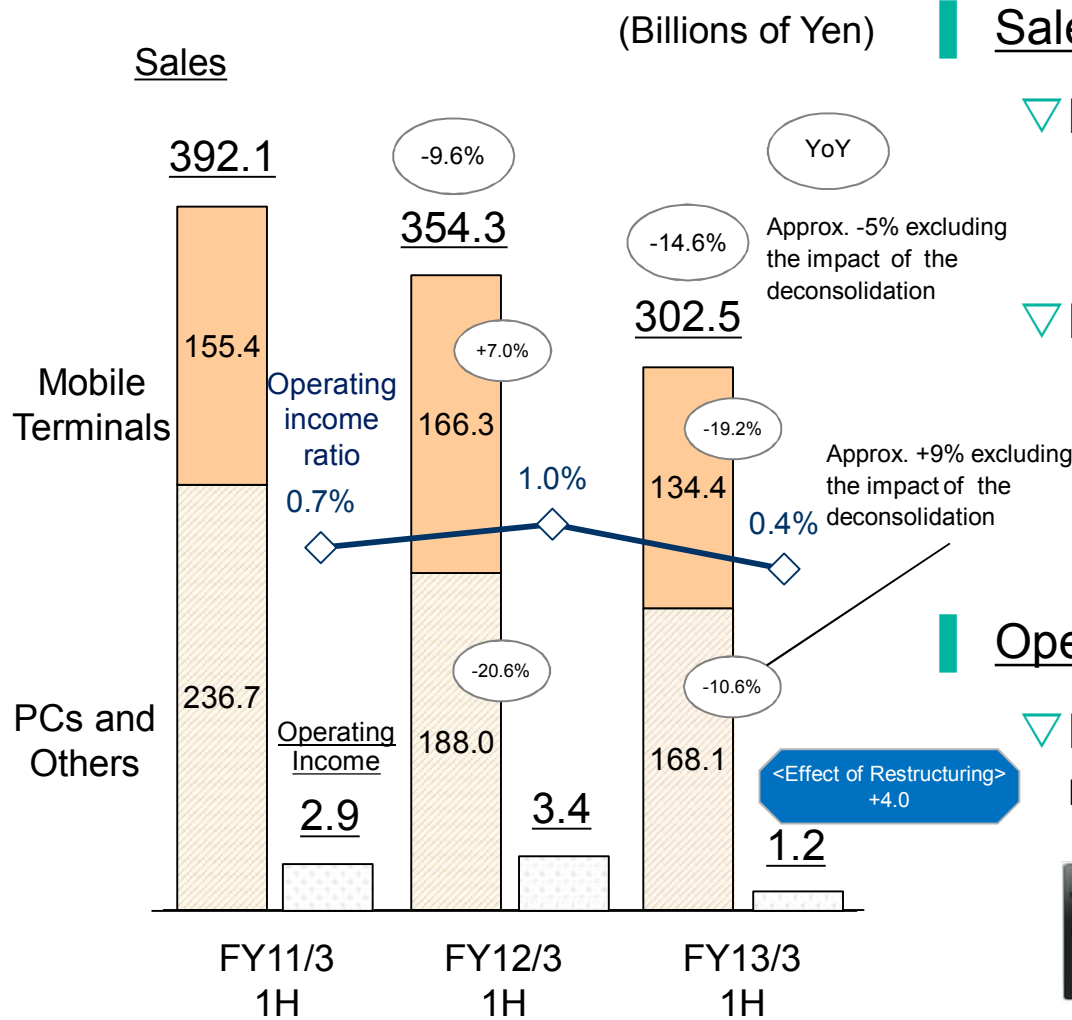 (Billions of Yen)
Sales
392.1
-9.6%
354.3
YoY
-14.6%
302.5
Approx. -5% excluding
the impact of the
deconsolidation
Mobile
Terminals
155.4
Operating
income
ratio
+7.0%
166.3
-19.2%
134.4
Approx. +9% excluding
the impact of the
deconsolidation
0.7%
1.0%
0.4%
PCs and
Others
236.7
-20.6%
188.0
-10.6%
168.1
Operating
Income
2.9
3.4
1.2
<Effect of Restructuring>
+4.0
FY11/3
1H
FY12/3
1H
FY13/3
1H
Sale
Ope